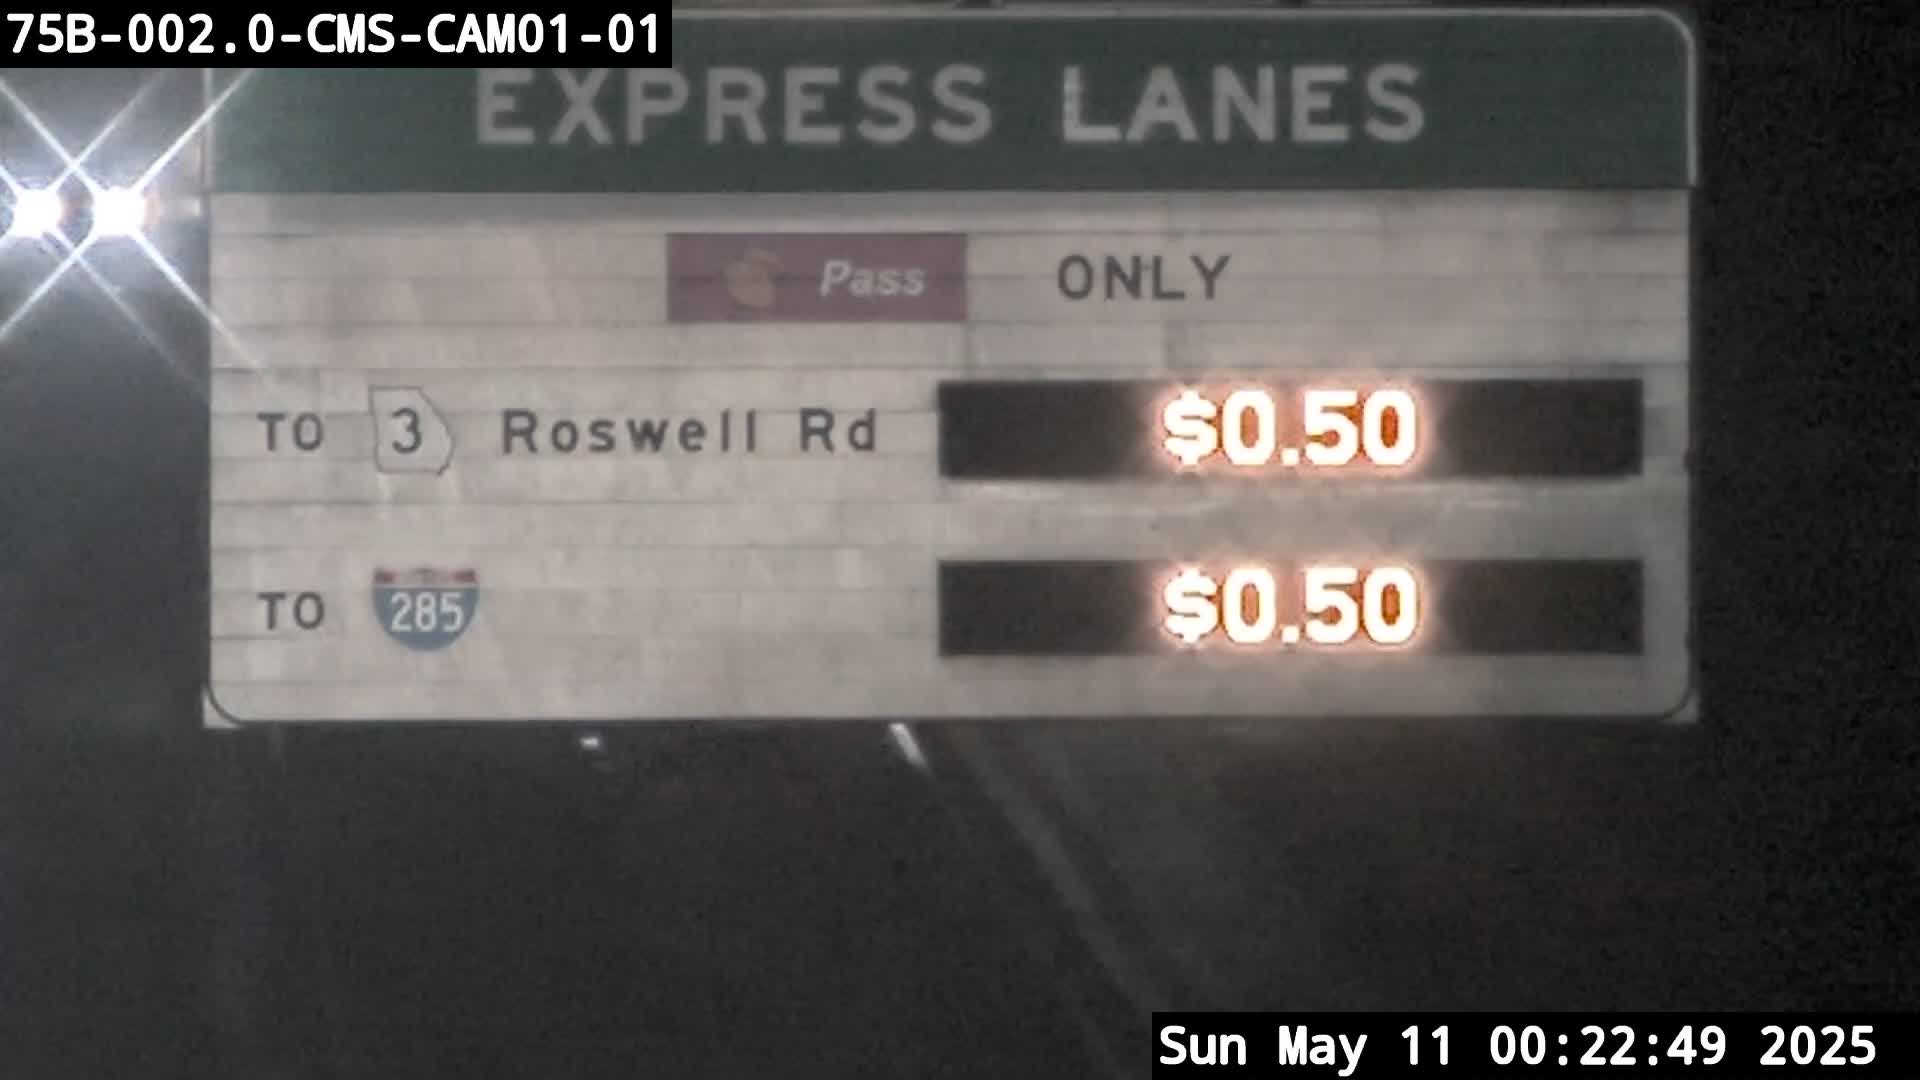 75B-002.0-CMS-CAM01-01
EXPRESS LANES
Pass ONLY
TO 3 Roswell Rd $0.50
TO 285 $0.50
Sun May 11 00:22:49 2025